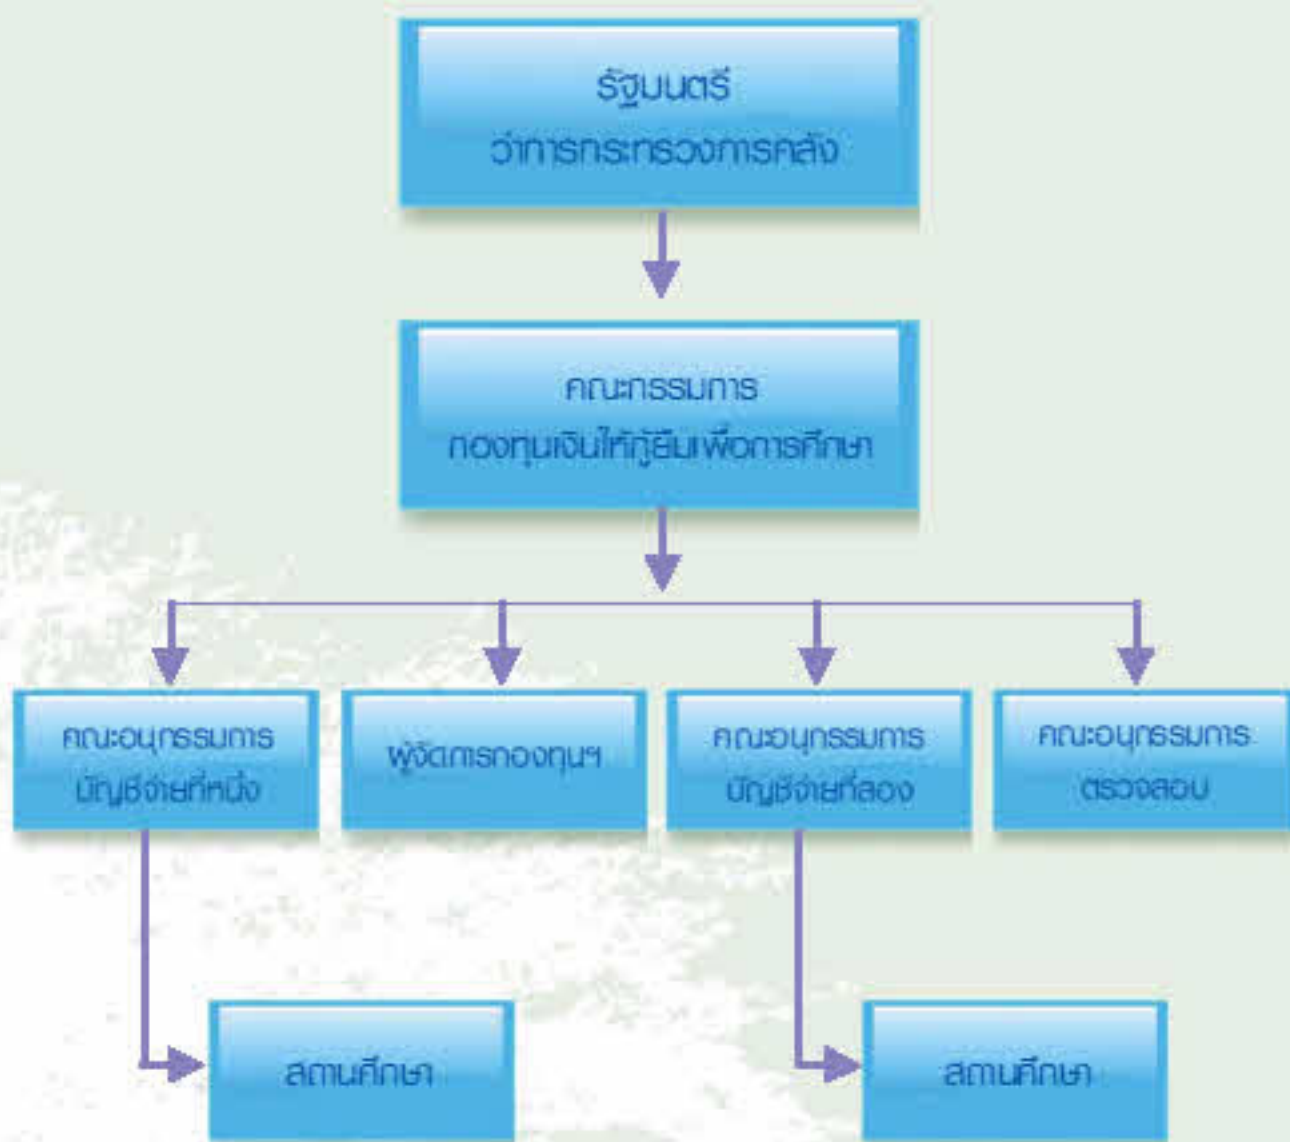 รัฐมนตรี
ว่าการกระทรวงการคลัง
คณะกรรมการ
กองทุนเงินให้กู้ยืมเพื่อการศึกษา
คณะอนุกรรมการ
บัญชีจ่ายที่หนึ่ง
ผู้จัดการกองทุนฯ
คณะอนุกรรมการ
บัญชีจ่ายที่สอง
คณะอนุกรรมการ
ตรวจสอบ
สถานศึกษา
สถานศึกษา